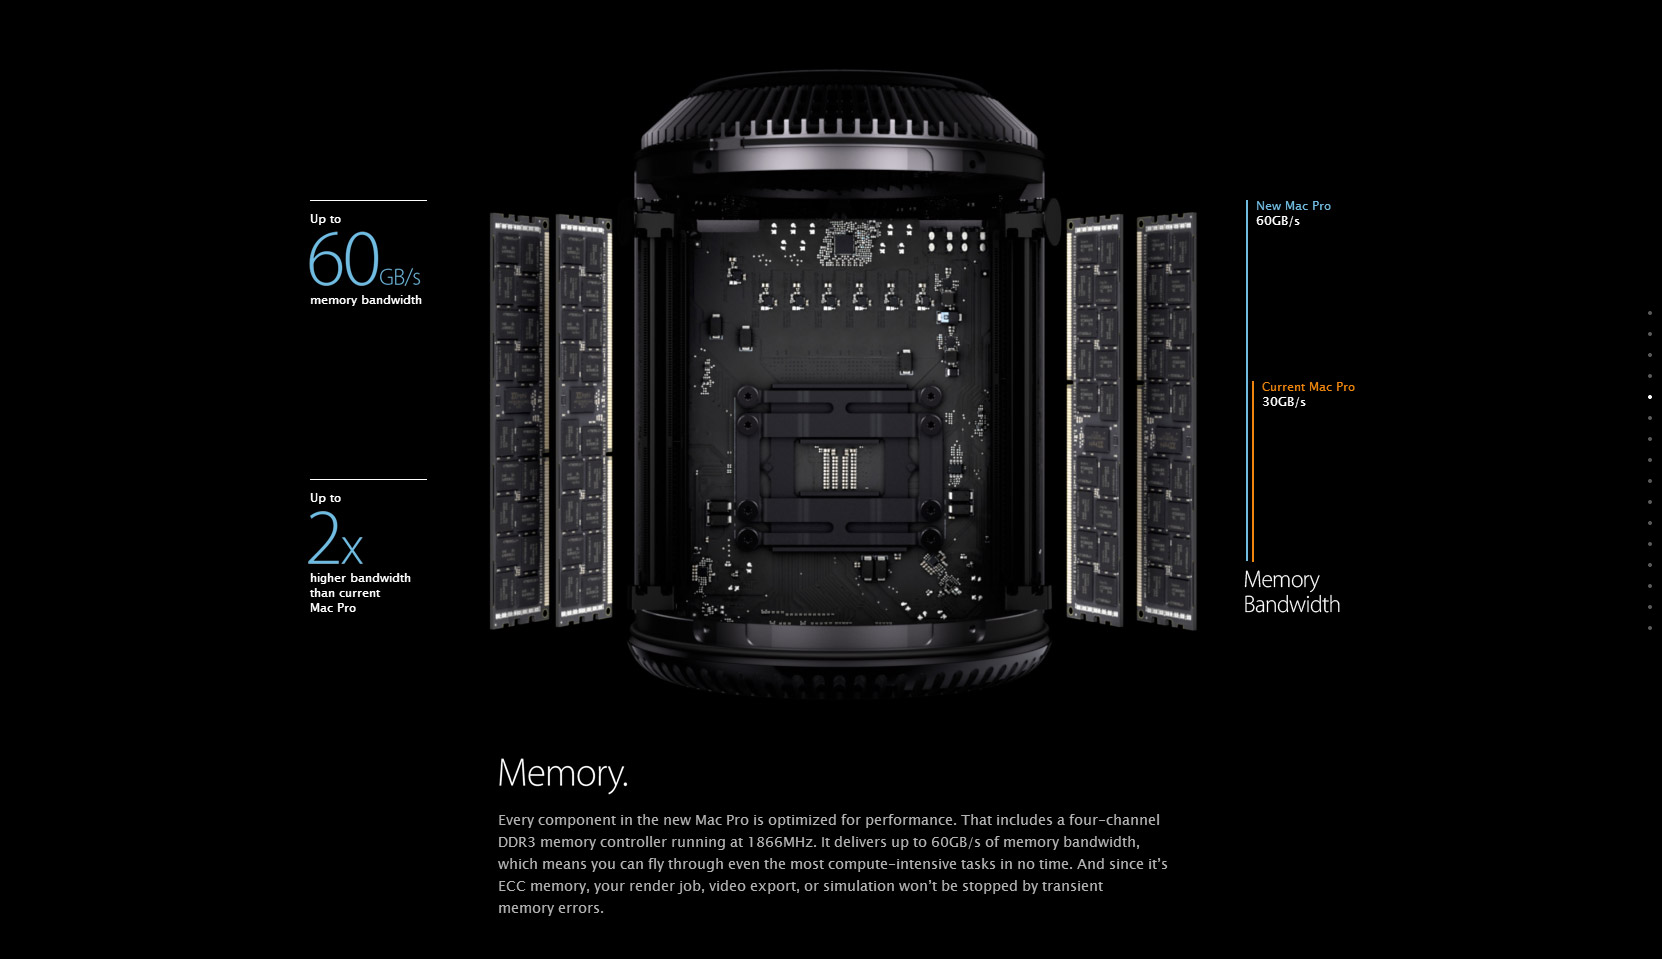 Up to
60GB/s
memory bandwidth
Up to
2x
higher bandwidth
than current
Mac Pro
New Mac Pro
60GB/s
Current Mac Pro
30GB/s
Memory
Bandwidth
Memory.
Every component in the new Mac Pro is optimized for performance. That includes a four-channel
DDR3 memory controller running at 1866MHz. It delivers up to 60GB/s of memory bandwidth,
which means you can fly through even the most compute-intensive tasks in no time. And since it's
ECC memory, your render job, video export, or simulation won't be stopped by transient
memory errors.